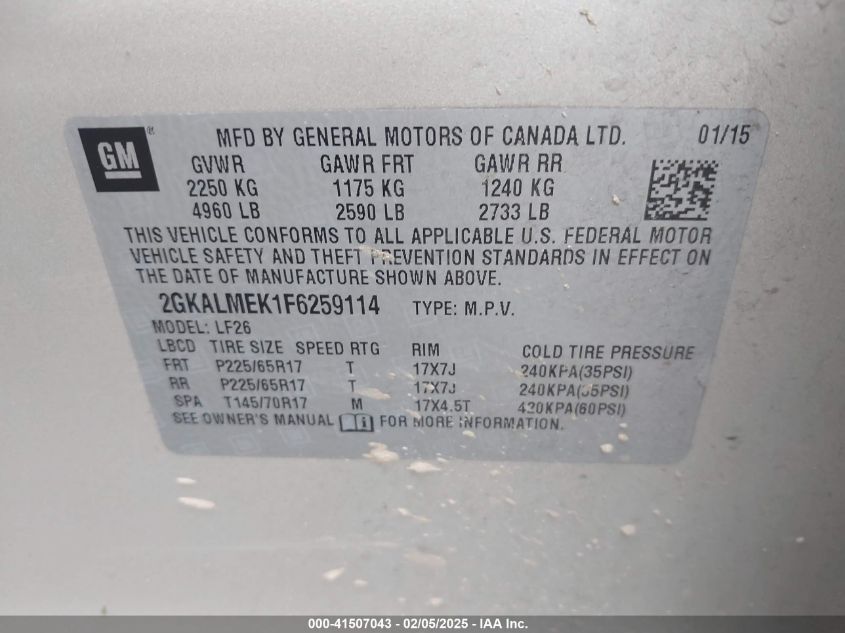 GM ® MFD BY GENERAL MOTORS OF CANADA LTD. 01/15
GVWR GAWR FRT GAWR RR
2250 KG 1175 KG 1240 KG
4960 LB 2590 LB 2733 LB
THIS VEHICLE CONFORMS TO ALL APPLICABLE U.S. FEDERAL MOTOR
VEHICLE SAFETY AND THEFT PREVENTION STANDARDS IN EFFECT ON
THE DATE OF MANUFACTURE SHOWN ABOVE.
2GKALMEK1F6259114 TYPE: M.P.V.
MODEL: LF26
LBCD TIRE SIZE SPEED RTG RIM COLD TIRE PRESSURE
FRT P225/65R17 T 17X7J 240KPA(35PSI)
RR P225/65R17 T 17X7J 240KPA(35PSI)
SPA T145/70R17 M 17X4.5T 420KPA(60PSI)
SEE OWNER'S MANUAL FOR MORE INFORMATION.
000-41507043 - 02/05/2025 - IAA Inc.